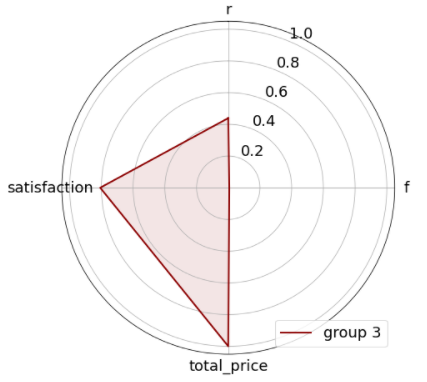 r
1.0
0.8
0.6
0.4
0.2
satisfaction
f
group 3
total_price